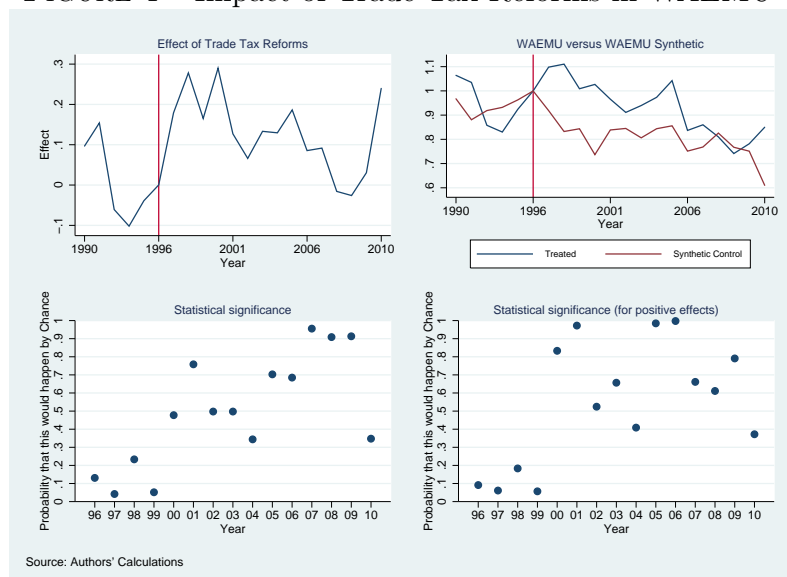 Effect of Trade Tax Reforms
Effect
.3
.2
.1
0
-.1
1990 1996 2001 2006 2010
Year
WAEMU versus WAEMU Synthetic
1.1
1
.9
.8
.7
.6
1990 1996 2001 2006 2010
Year
Treated Synthetic Control
Statistical significance
Probability that this would happen by Chance
1
.9
.8
.7
.6
.5
.4
.3
.2
.1
0
96 97 98 99 00 01 02 03 04 05 06 07 08 09 10
Year
Statistical significance (for positive effects)
Probability that this would happen by Chance
1
.9
.8
.7
.6
.5
.4
.3
.2
.1
0
96 97 98 99 00 01 02 03 04 05 06 07 08 09 10
Year
Source: Authors' Calculations